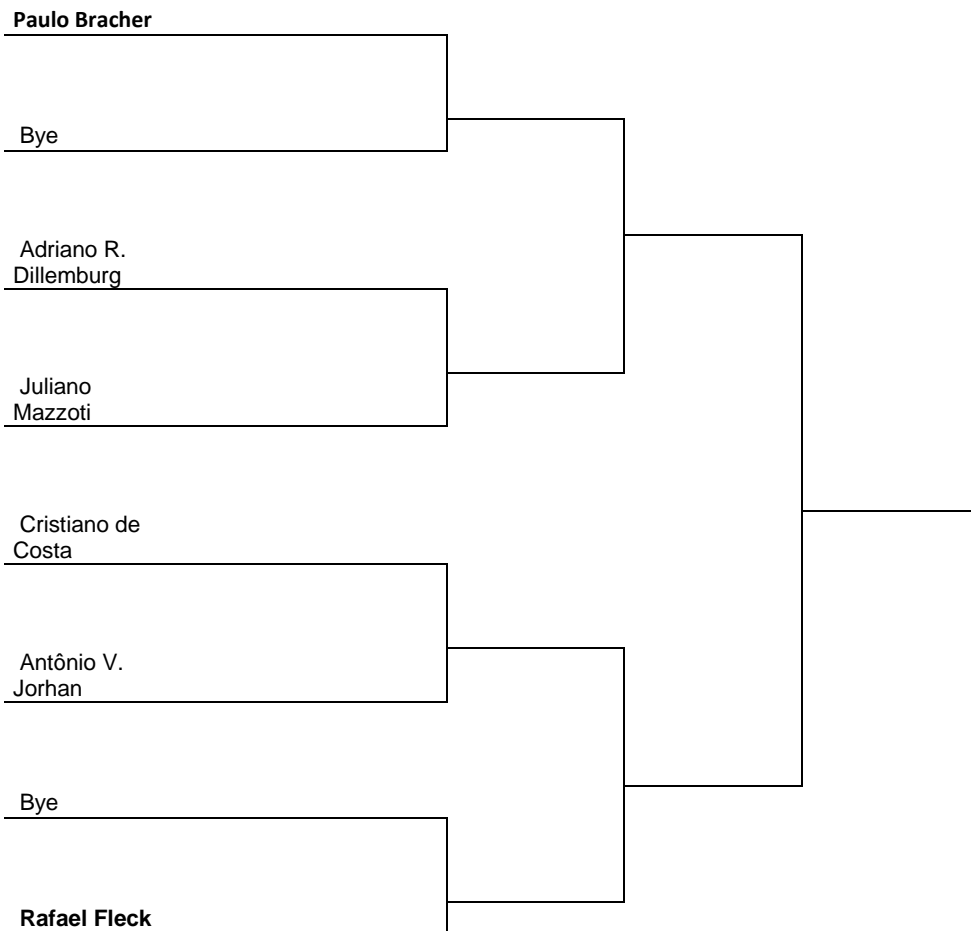 Paulo Bracher
Bye
Adriano R.
Dillemburg
Juliano
Mazzoti
Cristiano de
Costa
Antônio V.
Jorhan
Bye
Rafael Fleck